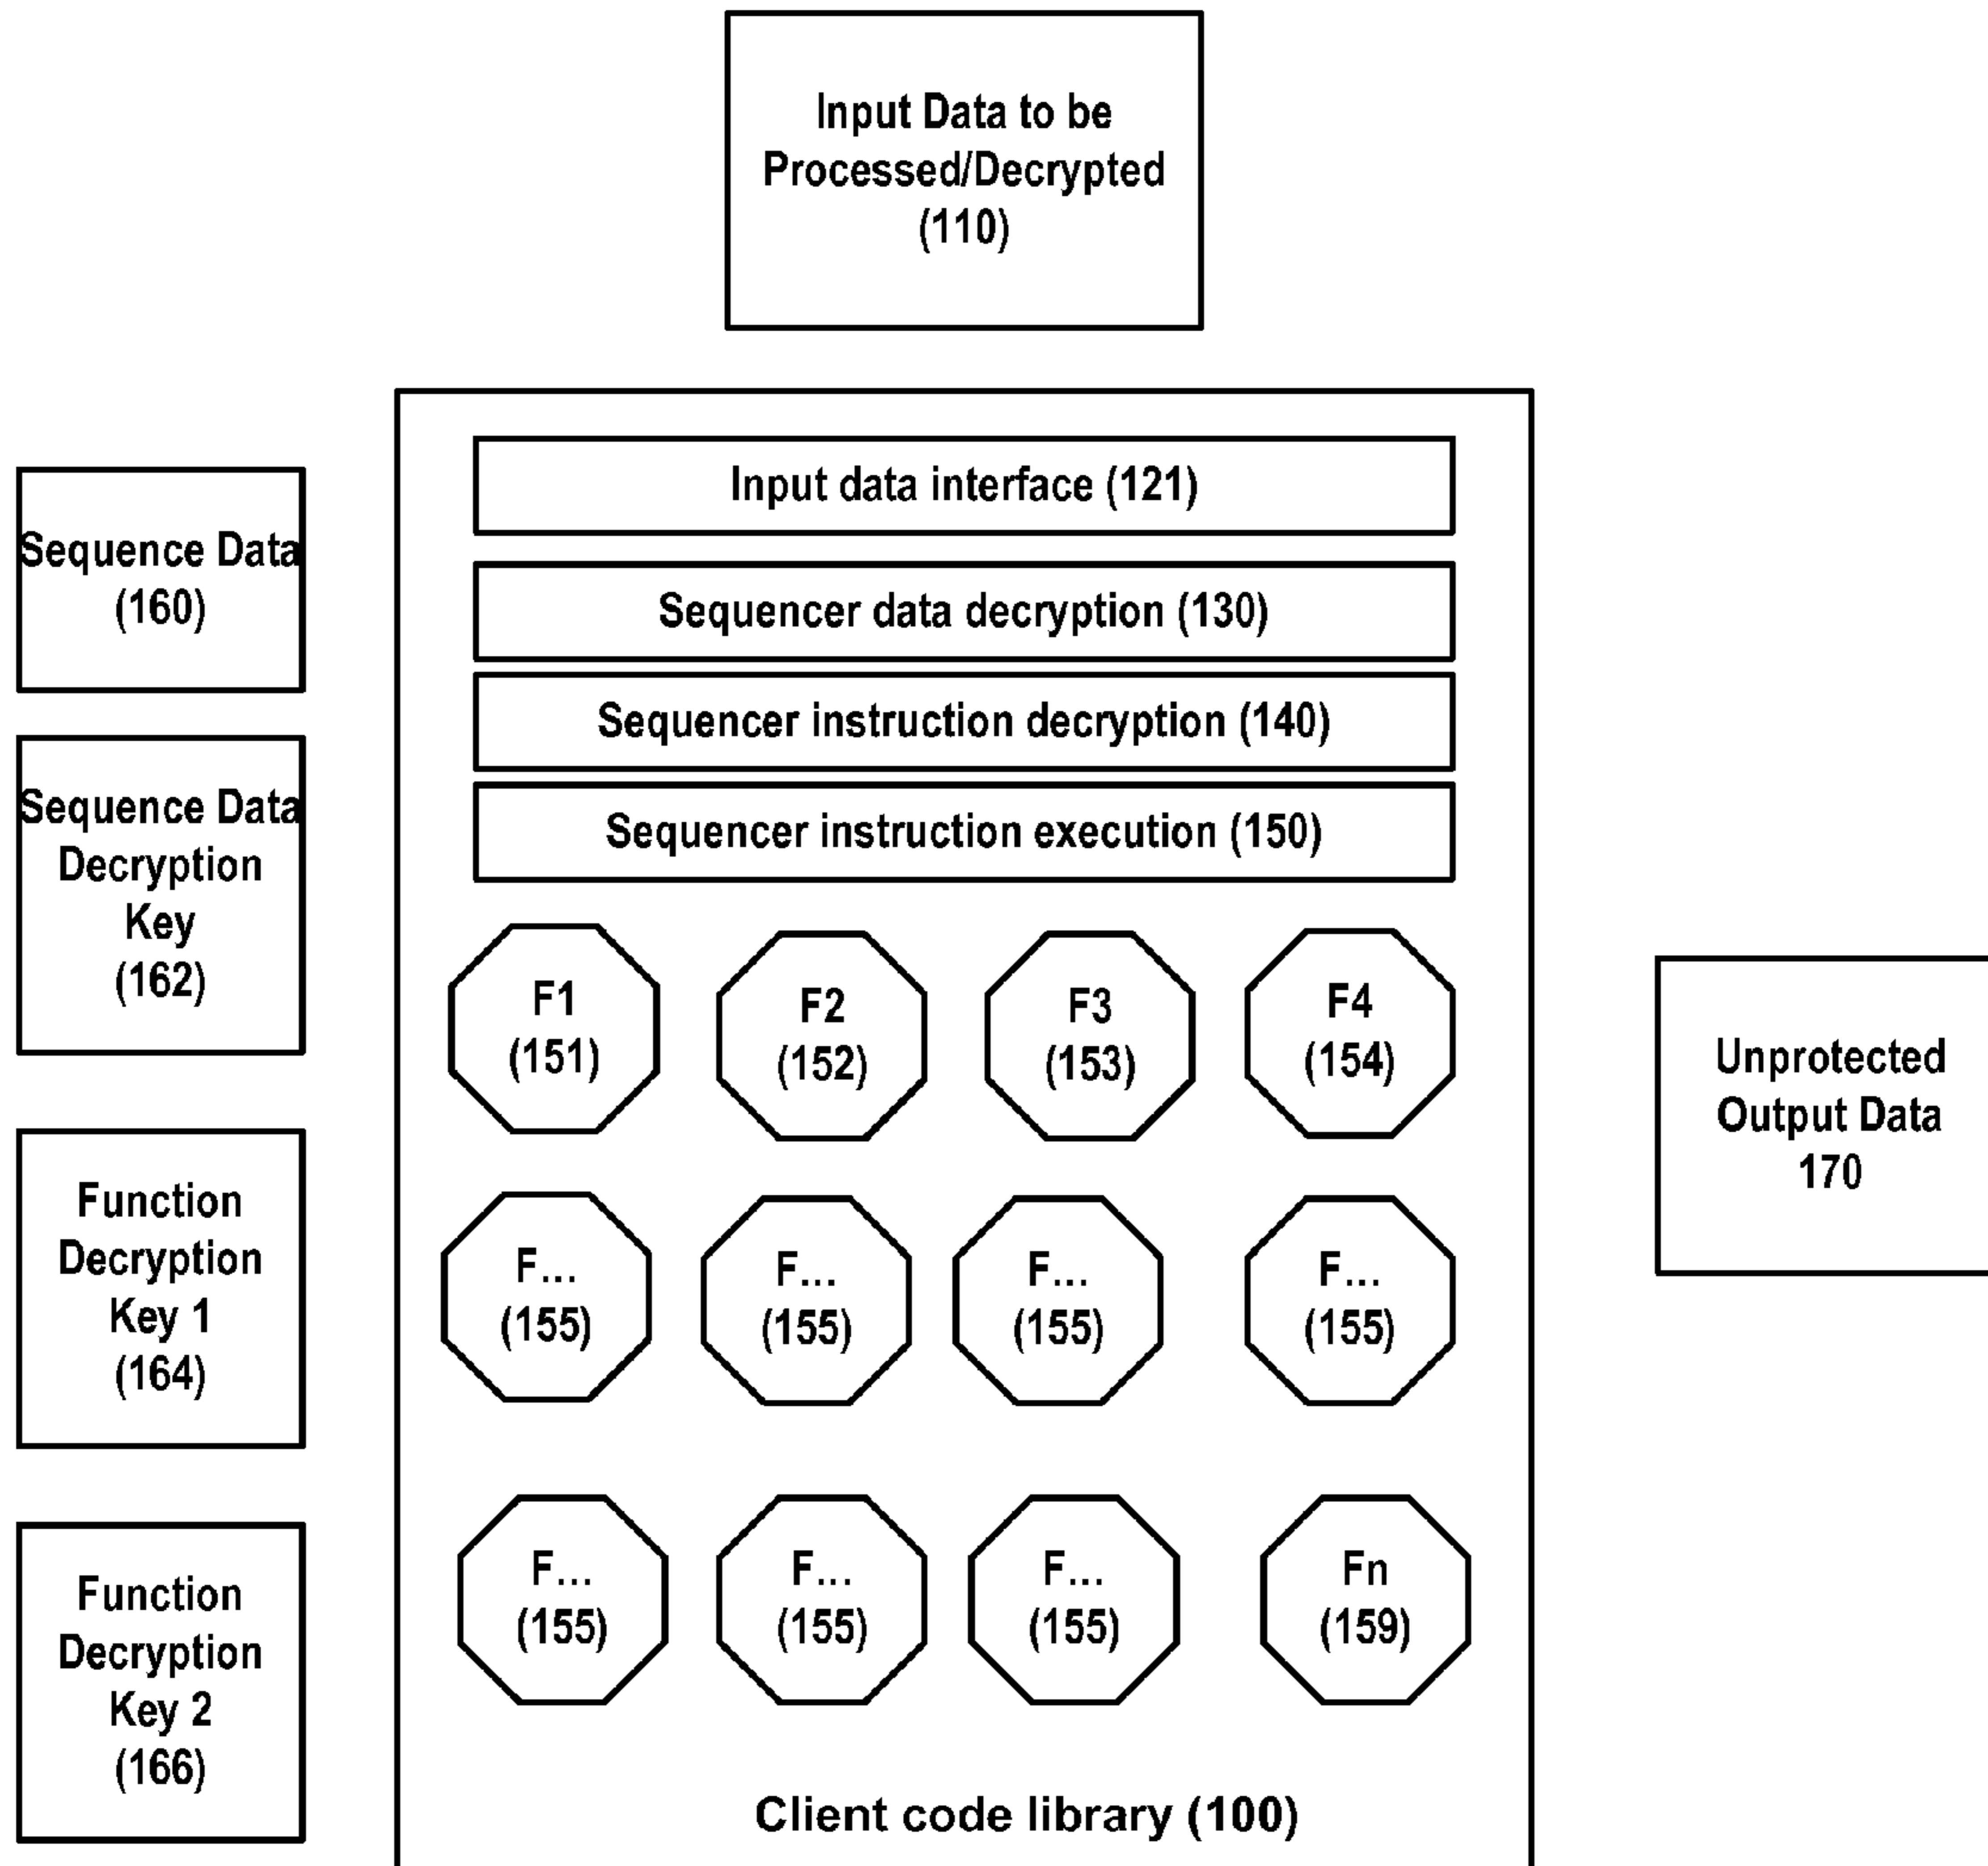 Input Data to be
Processed/Decrypted
(110)
Input data interface (121)
Sequencer data decryption (130)
Sequencer instruction decryption (140)
Sequencer instruction execution (150)
Sequence Data
(160)
Sequence Data
Decryption
Key
(162)
Function
Decryption
Key 1
(164)
Function
Decryption
Key 2
(166)
F1
(151)
F2
(152)
F3
(153)
F4
(154)
F...
(155)
F...
(155)
F...
(155)
F...
(155)
F...
(155)
F...
(155)
F...
(155)
Fn
(159)
Client code library (100)
Unprotected
Output Data
170